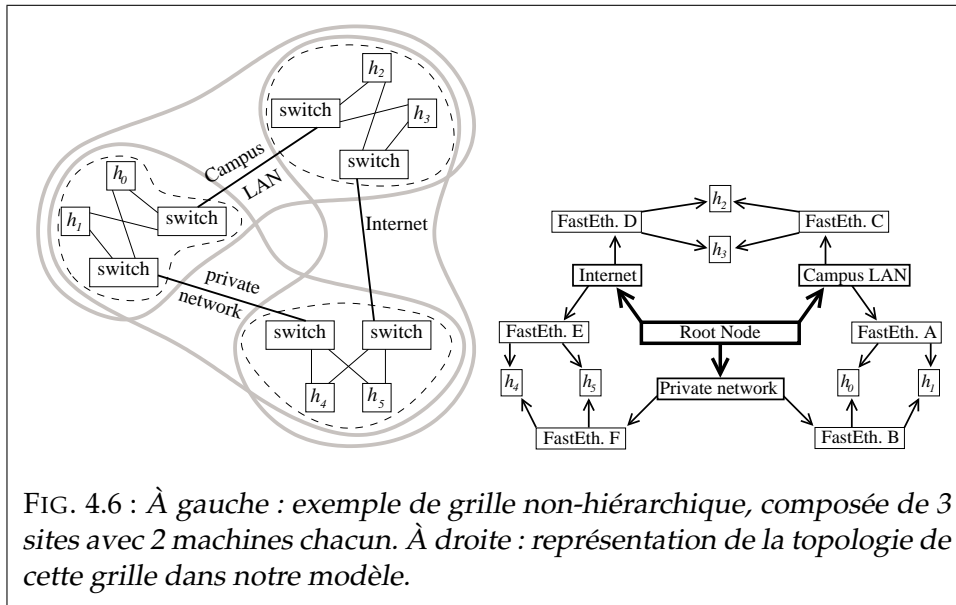 h2
switch
h3
switch
Campus
LAN
h0
h1
switch
switch
Internet
private
network
switch
switch
h4
h5
h2
FastEth. D
FastEth. C
h3
Internet
Campus LAN
FastEth. E
Root Node
FastEth. A
h4
h5
Private network
h0
h1
FastEth. F
FastEth. B
FIG. 4.6 : À gauche : exemple de grille non-hiérarchique, composée de 3
sites avec 2 machines chacun. À droite : représentation de la topologie de
cette grille dans notre modèle.